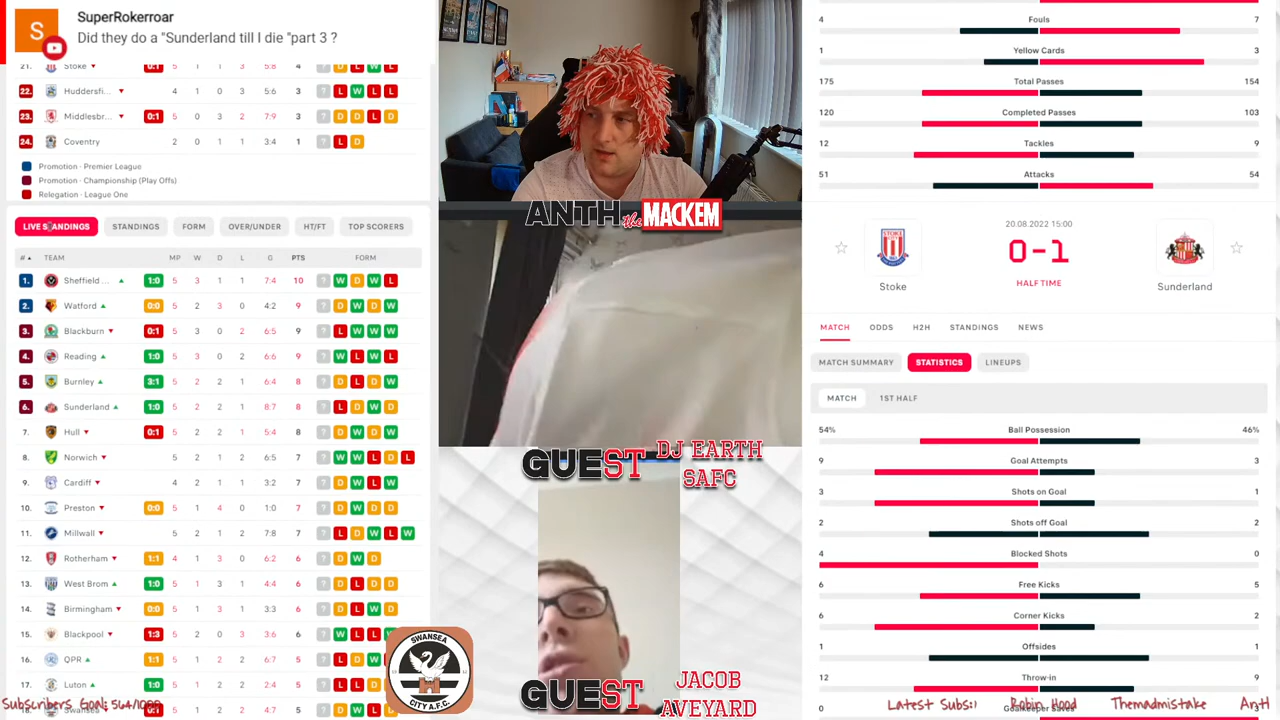 S
SuperRokerroar
Did they do a "Sunderland till I die "part 3 ?
21. Stoke 0:1 5 1 1 3 5:8 4 ? D L W L
22. Huddersfi... 4 1 0 3 5:6 3 ? L W L L
23. Middlesbr... 0:1 5 0 3 2 7:9 3 ? D D L D
24. Coventry 2 0 1 1 3:4 1 ? L D
Promotion - Premier League
Promotion - Championship (Play Offs)
Relegation - League One
LIVE STANDINGS STANDINGS FORM OVER/UNDER HT/FT TOP SCORERS
# TEAM MP W D L G PTS FORM
1. Sheffield ... 1:0 5 3 1 1 7:4 10 ? W D W L
2. Watford 0:0 5 2 3 0 4:2 9 ? D W D W
3. Blackburn 0:1 5 3 0 2 6:5 9 ? L W W W
4. Reading 1:0 5 3 0 2 6:6 9 ? W L W L
5. Burnley 3:1 5 2 2 1 6:4 8 ? D L D W
6. Sunderland 1:0 5 2 2 1 8:7 8 ? L D W D
7. Hull 0:1 5 2 2 1 5:4 8 ? D W D W
8. Norwich 5 2 1 2 6:5 7 ? W W L D L
9. Cardiff 4 2 1 1 3:2 7 ? D W L W
10. Preston 0:0 5 1 4 0 1:0 7 ? W D D D
11. Millwall 5 2 1 2 7:8 7 ? L D W L W
12. Rotherham 1:1 4 1 3 0 6:2 6 ? D W D
13. West Brom 1:0 5 1 3 1 4:4 6 ? D L D D
14. Birmingham 0:0 5 1 3 1 3:3 6 ? D L W D
15. Blackpool 1:3 5 2 0 3 3:6 6 ? W L L
16. QPR 1:1 5 1 2 2 6:7 5 ? L D W
17. Luton 1:0 5 1 2 2 2:4 5 ? L D D
18. Swansea
Subscribers Goal: 564/1000
ANTH the MACKEM
GUEST DJ EARTH
SAFC
SWANSEA
CITY A.F.C.
GUEST JACOB
AVEYARD
4 Fouls 7
1 Yellow Cards 3
175 Total Passes 154
120 Completed Passes 103
12 Tackles 9
51 Attacks 54
20.08.2022 15:00
0-1
HALF TIME
Stoke Sunderland
MATCH ODDS H2H STANDINGS NEWS
MATCH SUMMARY STATISTICS LINEUPS
MATCH 1ST HALF
54% Ball Possession 46%
9 Goal Attempts 3
3 Shots on Goal 1
2 Shots off Goal 2
4 Blocked Shots 0
6 Free Kicks 5
6 Corner Kicks 2
1 Offsides 1
12 Throw-in 9
0 Goalkeeper Saves 3
Latest Subs: Robin Hood Themadmistake